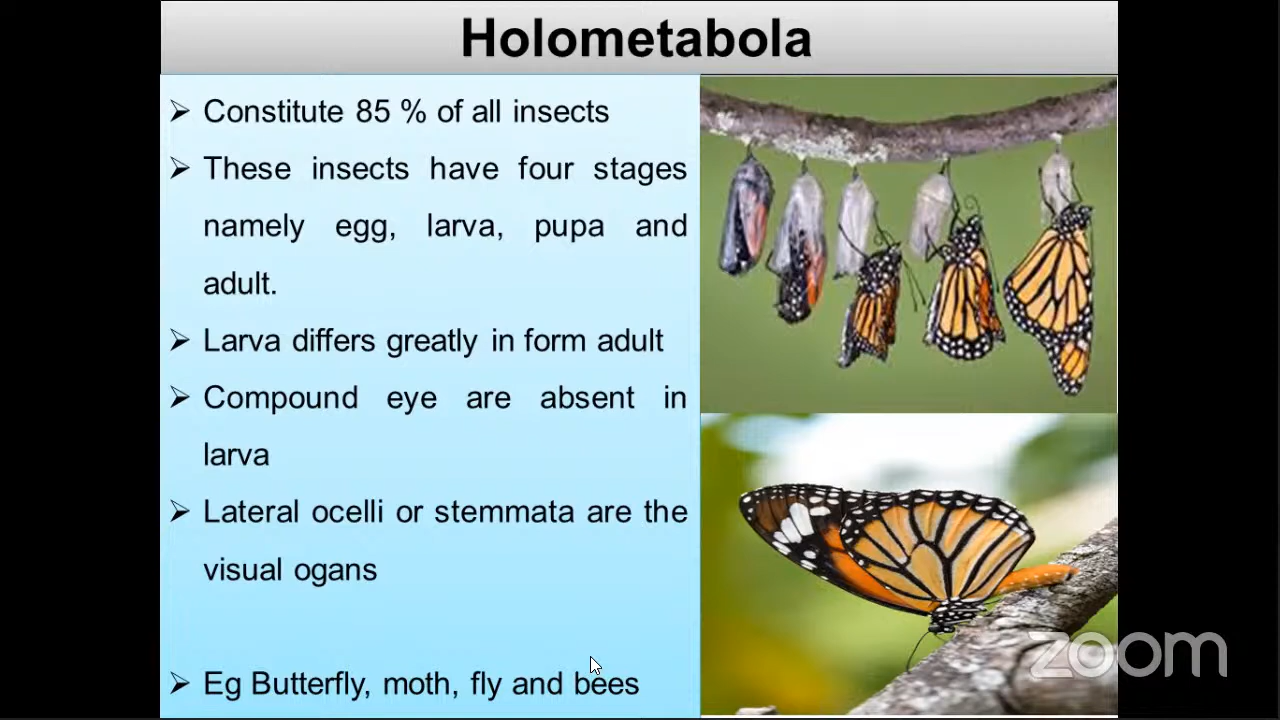 Holometabola
➢ Constitute 85 % of all insects
➢ These insects have four stages
namely egg, larva, pupa and
adult.
➢ Larva differs greatly in form adult
➢ Compound eye are absent in
larva
➢ Lateral ocelli or stemmata are the
visual ogans
➢ Eg Butterfly, moth, fly and bees
zoom